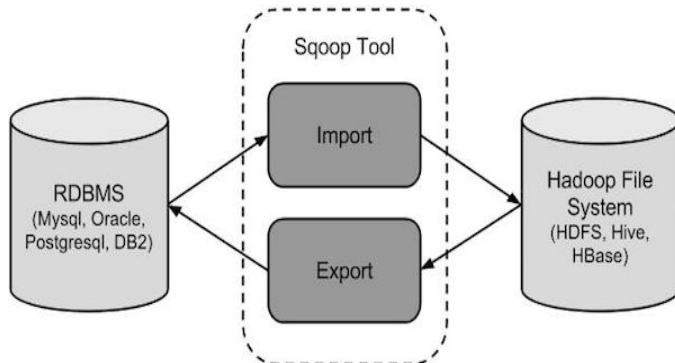 Sqoop Tool
Import
RDBMS
(Mysql, Oracle,
Postgresql, DB2)
Hadoop File
System
(HDFS, Hive,
HBase)
Export